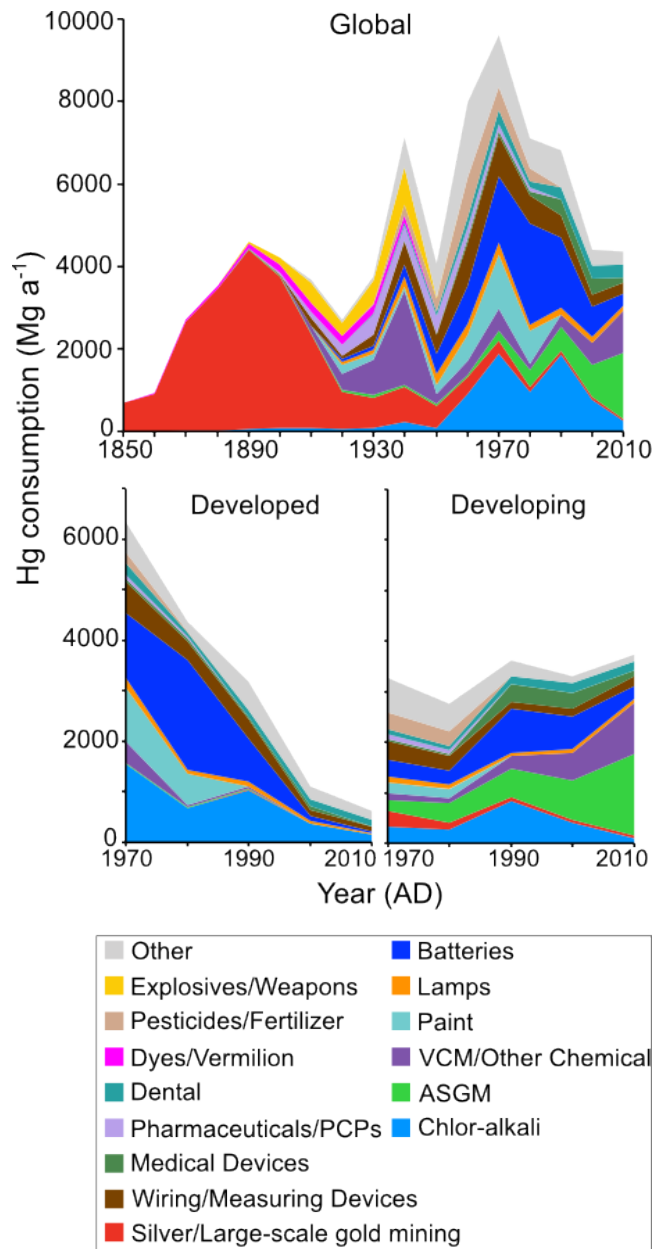 Global
10000
8000
6000
4000
2000
0
1850
1890
1930
1970
2010
Hg consumption (Mg a⁻¹)
Developed
Developing
6000
4000
2000
0
1970
1990
2010
1970
1990
2010
Year (AD)
Other
Explosives/Weapons
Pesticides/Fertilizer
Dyes/Vermilion
Dental
Pharmaceuticals/PCPs
Medical Devices
Wiring/Measuring Devices
Silver/Large-scale gold mining
Batteries
Lamps
Paint
VCM/Other Chemical
ASGM
Chlor-alkali